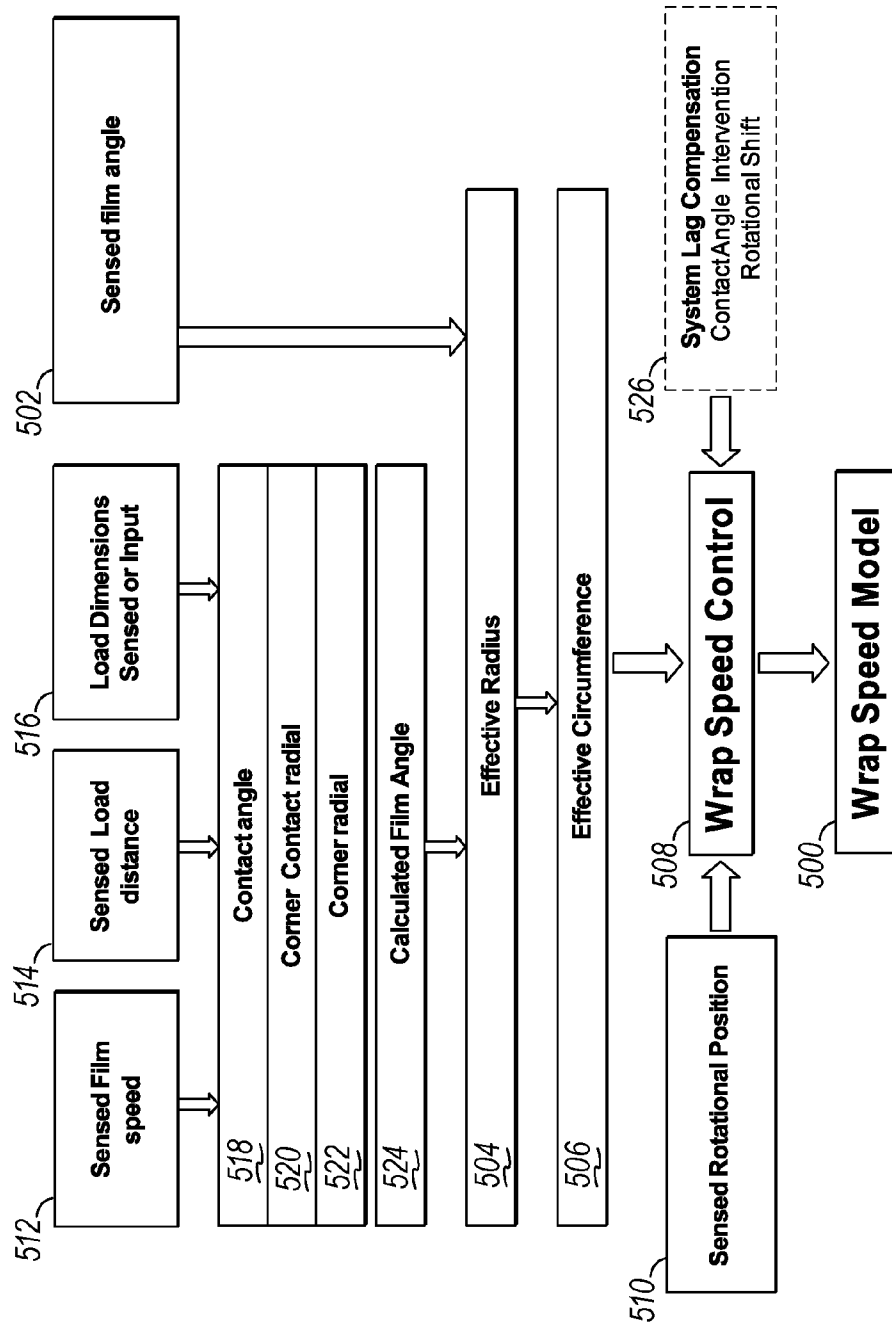 512
Sensed Film
speed
514
Sensed Load
distance
516
Load Dimensions
Sensed or Input
502
Sensed film angle
518
Contact angle
520
Corner Contact radial
522
Corner radial
524
Calculated Film Angle
504
Effective Radius
506
Effective Circumference
510
Sensed Rotational Position
508
Wrap Speed Control
526
System Lag Compensation
ContactAngle Intervention
Rotational Shift
500
Wrap Speed Model